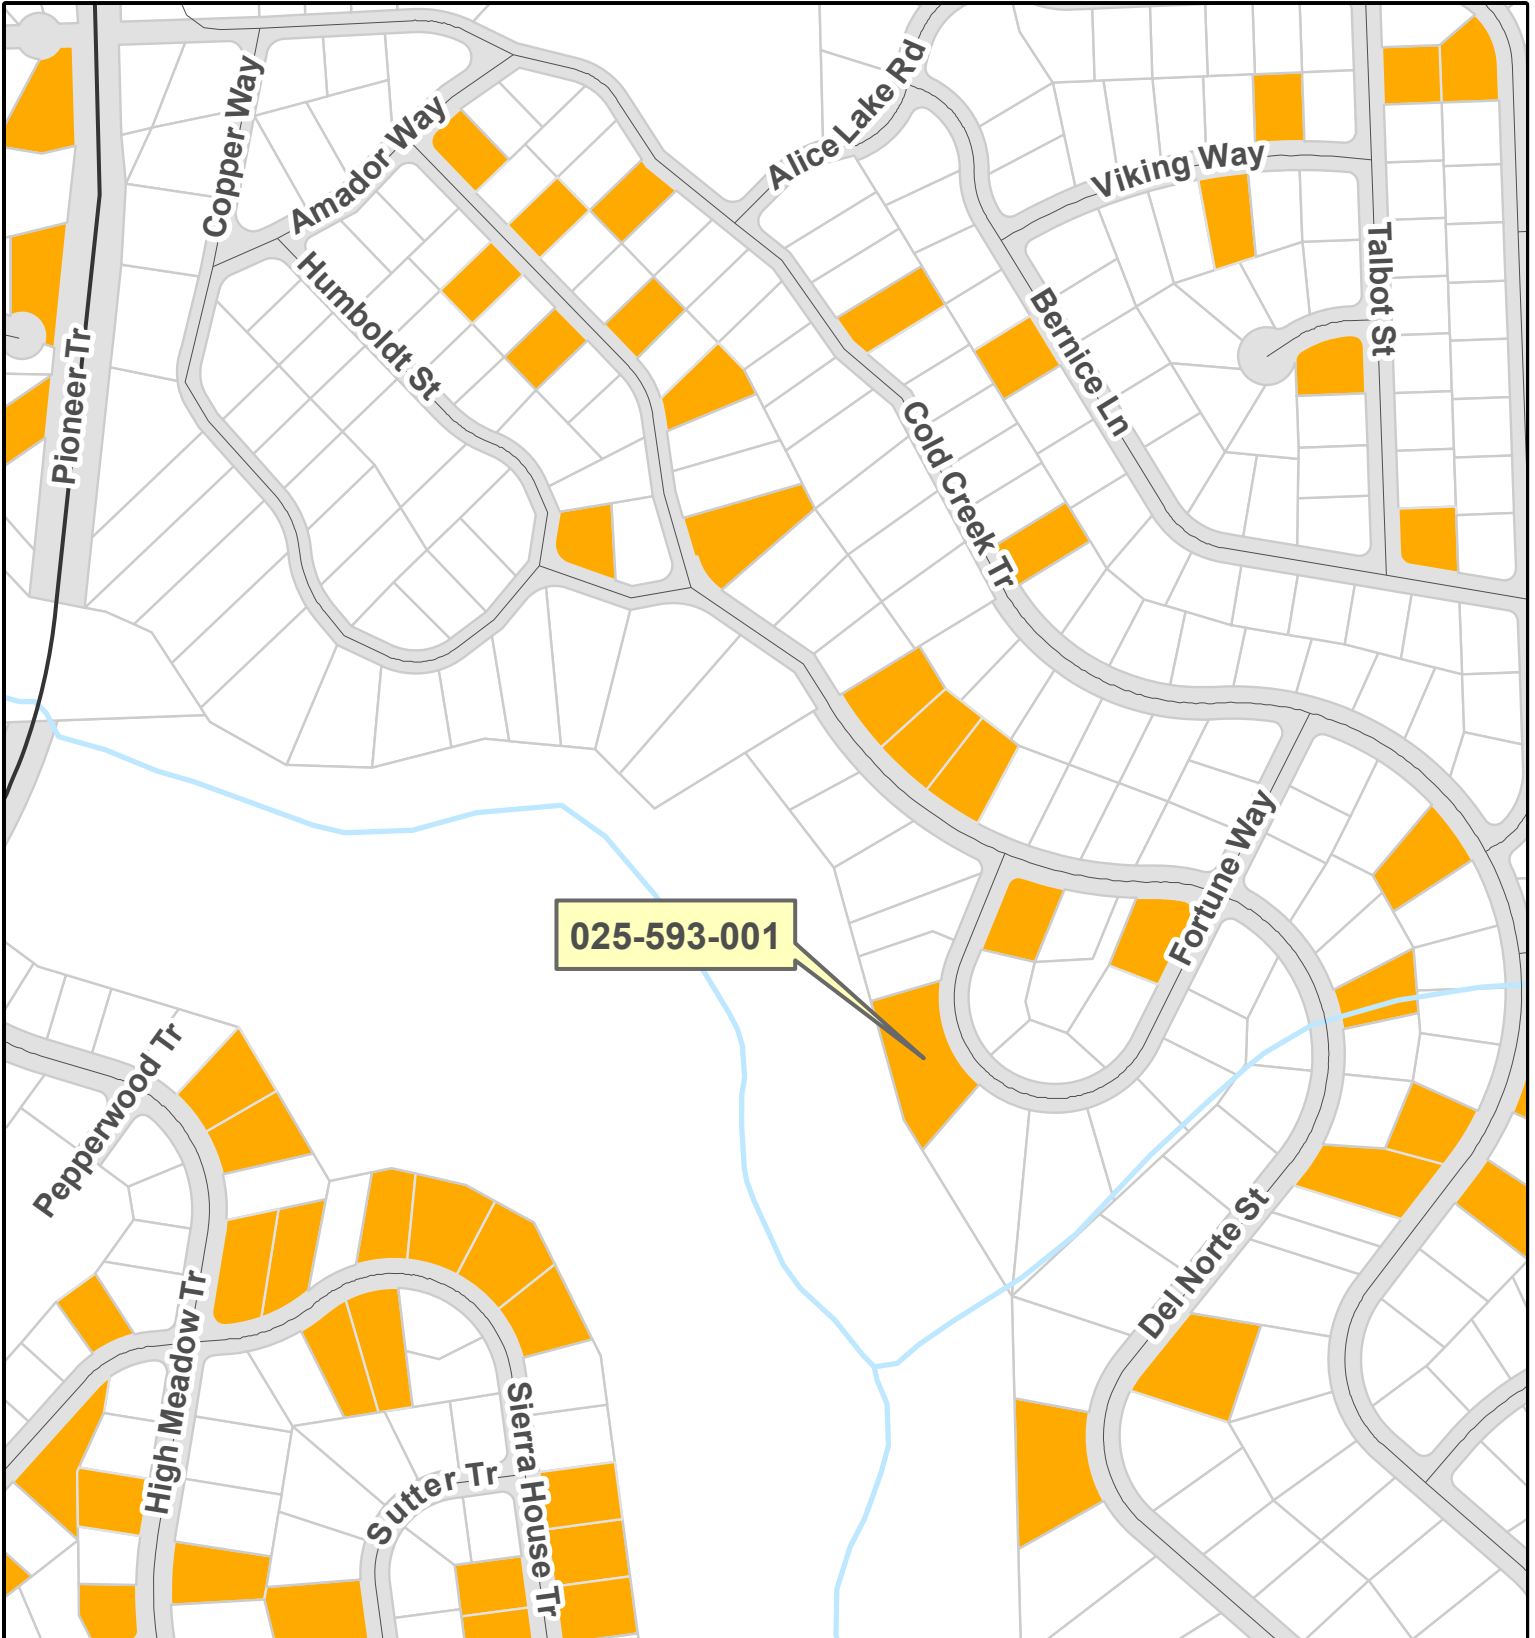 Copper Way
Amador Way
Alice Lake Rd
Viking Way
Talbot St
Humboldt St
Bernice Ln
Pioneer Tr
Cold Creek Tr
Fortune Way
025-593-001
Pepperwood Tr
Del Norte St
High Meadow Tr
Sierra House Tr
Sutter Tr